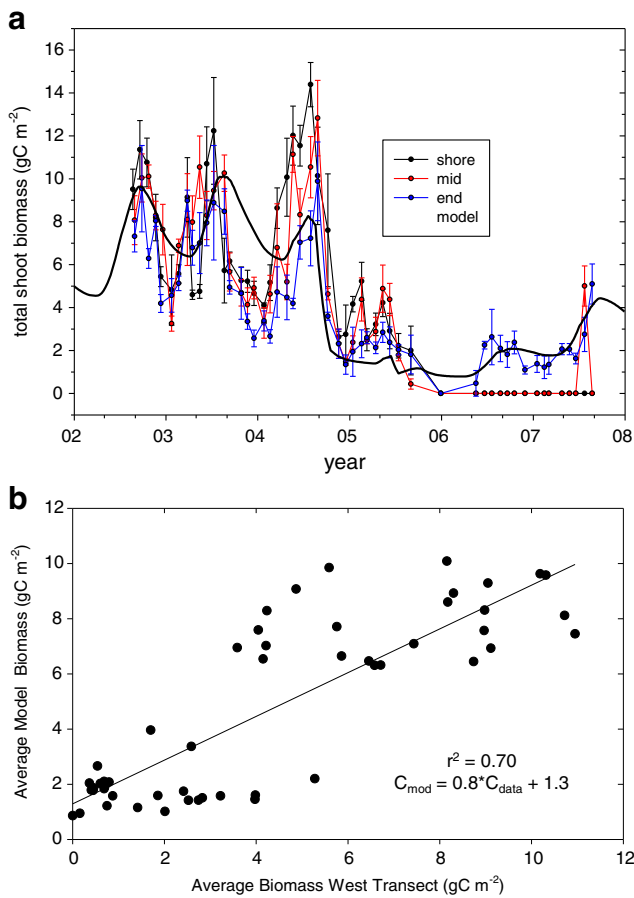 a
total shoot biomass (gC m⁻²)
16
14
12
10
8
6
4
2
0
shore
mid
end
model
02 03 04 05 06 07 08
year
b
Average Model Biomass (gC m⁻²)
12
10
8
6
4
2
0
r² = 0.70
C_mod = 0.8*C_data + 1.3
0 2 4 6 8 10 12
Average Biomass West Transect (gC m⁻²)